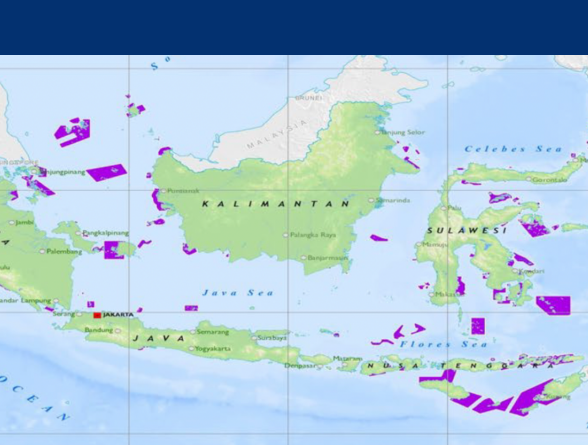 BRUNEI
MALAYSIA
Tanjung Selor
Celebes Sea
Tanjungpinang
Pontianak
Gorontalo
KALIMANTAN
Samarinda
Jambi
Pangkalpinang
Palembang
Palangka Raya
Palu
SULAWESI
Mamuju
Banjarmasin
Kendari
Bandar Lampung
Java Sea
Makas
Serang
JAKARTA
Bandung
Semarang
Surabaya
JAVA
Yogyakarta
Flores Sea
Denpasar
Mataram
NUSA TENGGARA
OCEAN